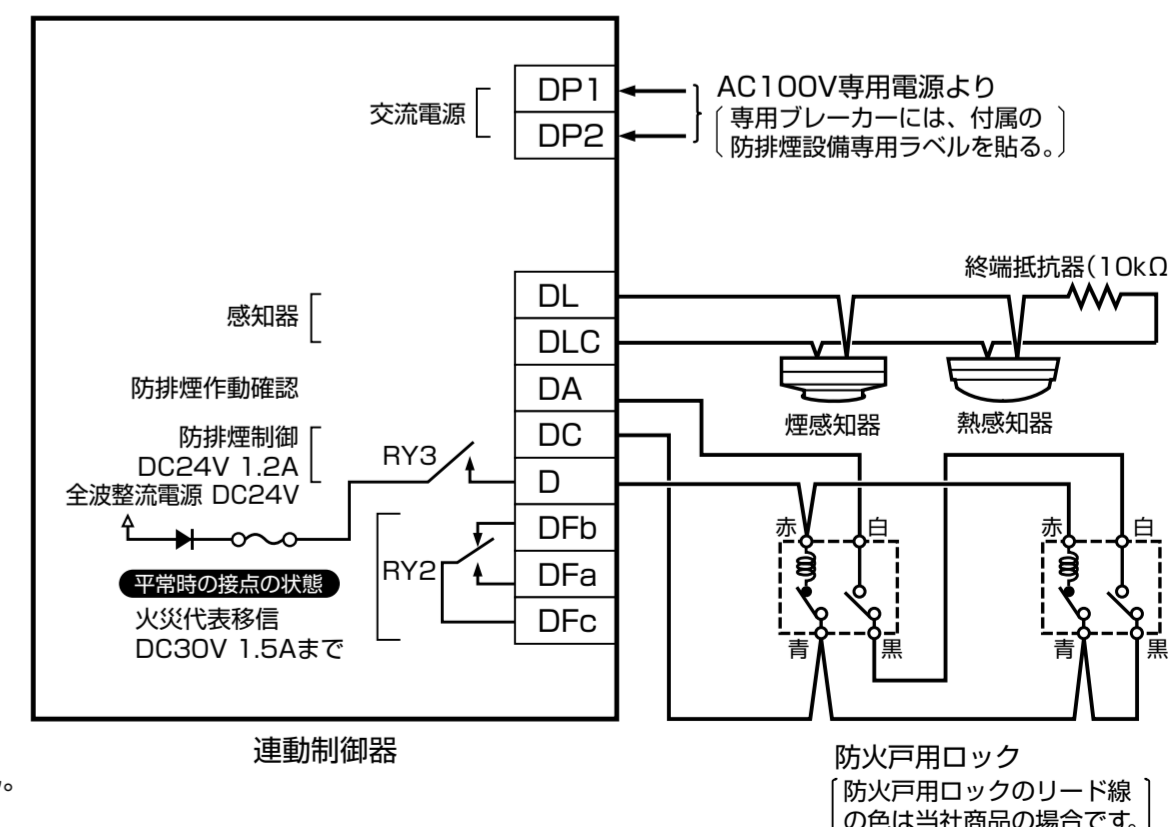 交流電源
DP1
DP2
AC100V専用電源より
専用ブレーカーには、付属の
防排煙設備専用ラベルを貼る。
感知器
DL
DLC
終端抵抗器(10kΩ
煙感知器
熱感知器
防排煙作動確認
DA
防排煙制御
DC24V 1.2A
DC
D
RY3
全波整流電源 DC24V
平常時の接点の状態
RY2
DFb
DFa
DFc
火災代表移信
DC30V 1.5Aまで
赤
白
赤
白
青
黒
青
黒
連動制御器
防火戸用ロック
防火戸用ロックのリード線
の色は当社商品の場合です。